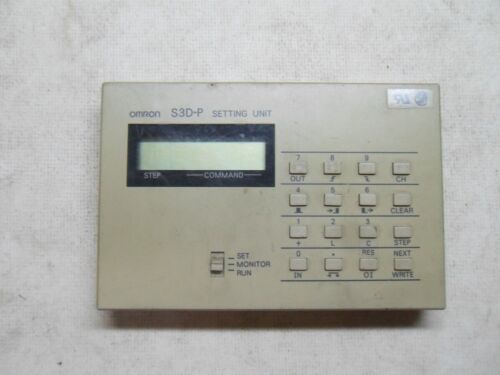 OMRON S3D-P SETTING UNIT
STEP COMMAND
7 8 9
OUT CH
4 5 6
CLEAR
1 2 3
+ L C STEP
0 • RES NEXT
IN OI WRITE
SET
MONITOR
RUN